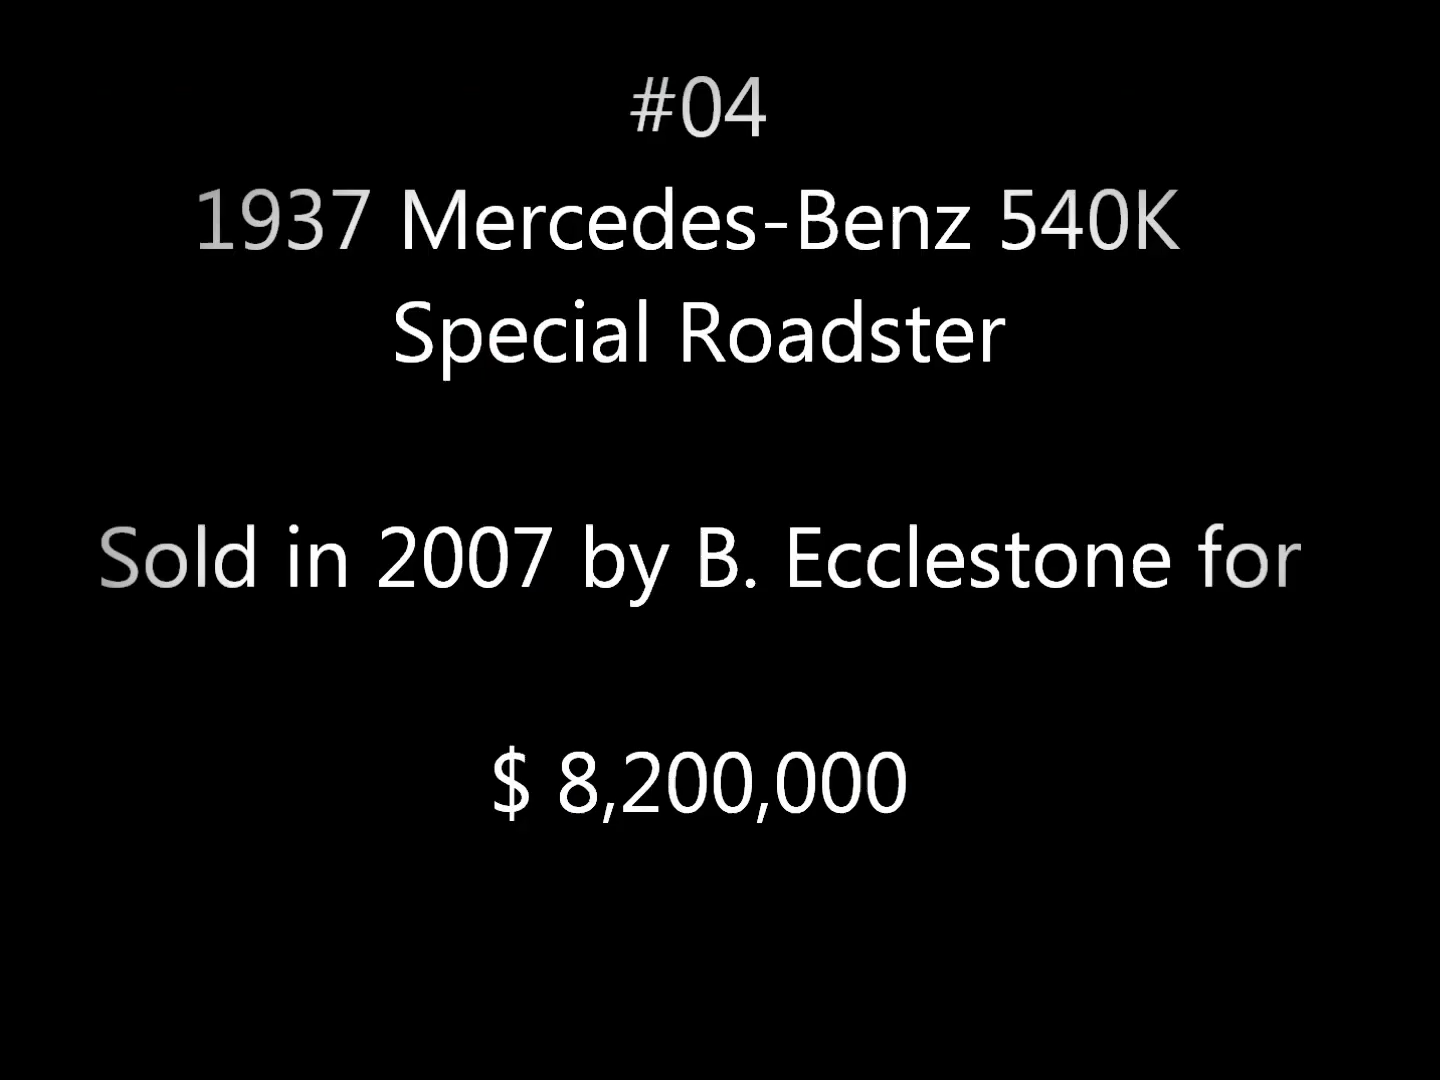 #04
1937 Mercedes-Benz 540K
Special Roadster
Sold in 2007 by B. Ecclestone for
$ 8,200,000